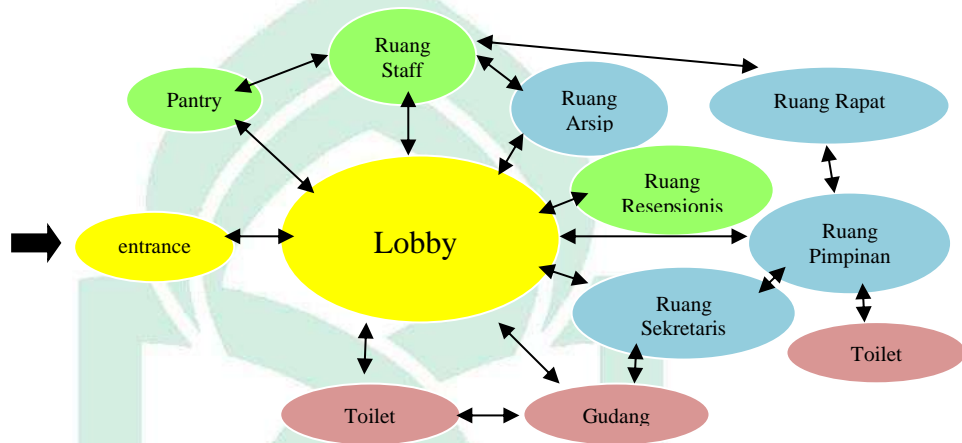 Ruang
Staff
Pantry
Ruang
Arsip
Ruang Rapat
Ruang
Resepsionis
entrance
Lobby
Ruang
Pimpinan
Ruang
Sekretaris
Toilet
Toilet
Gudang